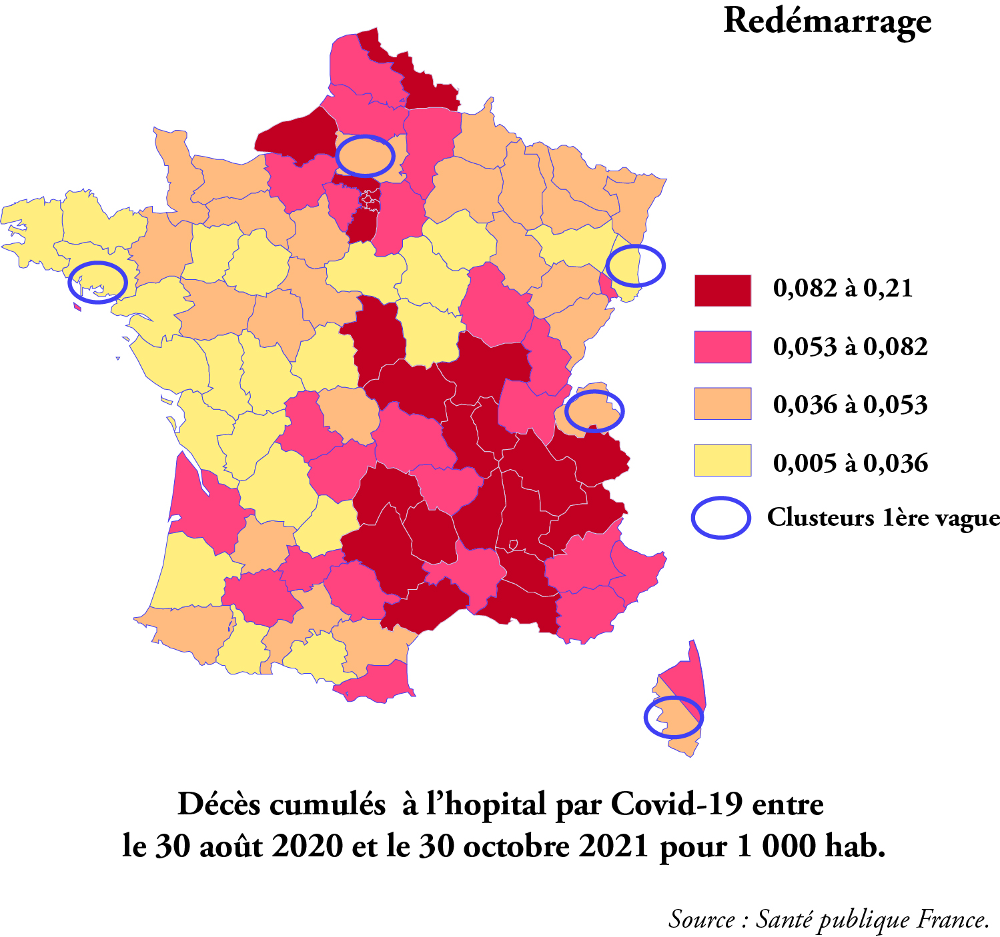 Redémarrage
0,082 à 0,21
0,053 à 0,082
0,036 à 0,053
0,005 à 0,036
Clusteurs 1ère vague
Décès cumulés à l’hopital par Covid-19 entre
le 30 août 2020 et le 30 octobre 2021 pour 1 000 hab.
Source : Santé publique France.